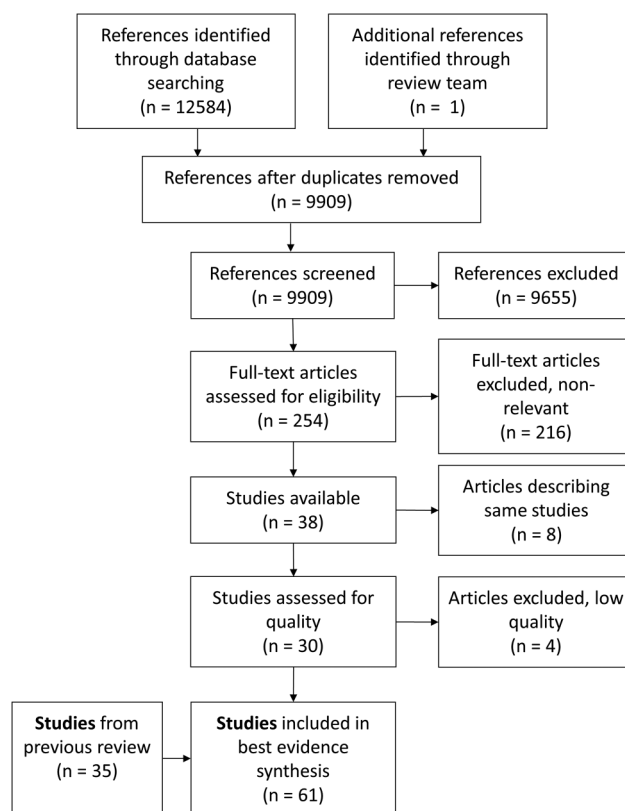 References identified
through database
searching
(n = 12584)
Additional references
identified through
review team
(n =  1)
References after duplicates removed
(n = 9909)
References screened
(n = 9909)
References excluded
(n = 9655)
Full-text articles
assessed for eligibility
(n = 254)
Full-text articles
excluded, non-
relevant
(n = 216)
Studies available
(n = 38)
Articles describing
same studies
(n = 8)
Studies assessed for
quality
(n = 30)
Articles excluded, low
quality
(n = 4)
Studies from
previous review
(n = 35)
Studies included in
best evidence
synthesis
(n = 61)